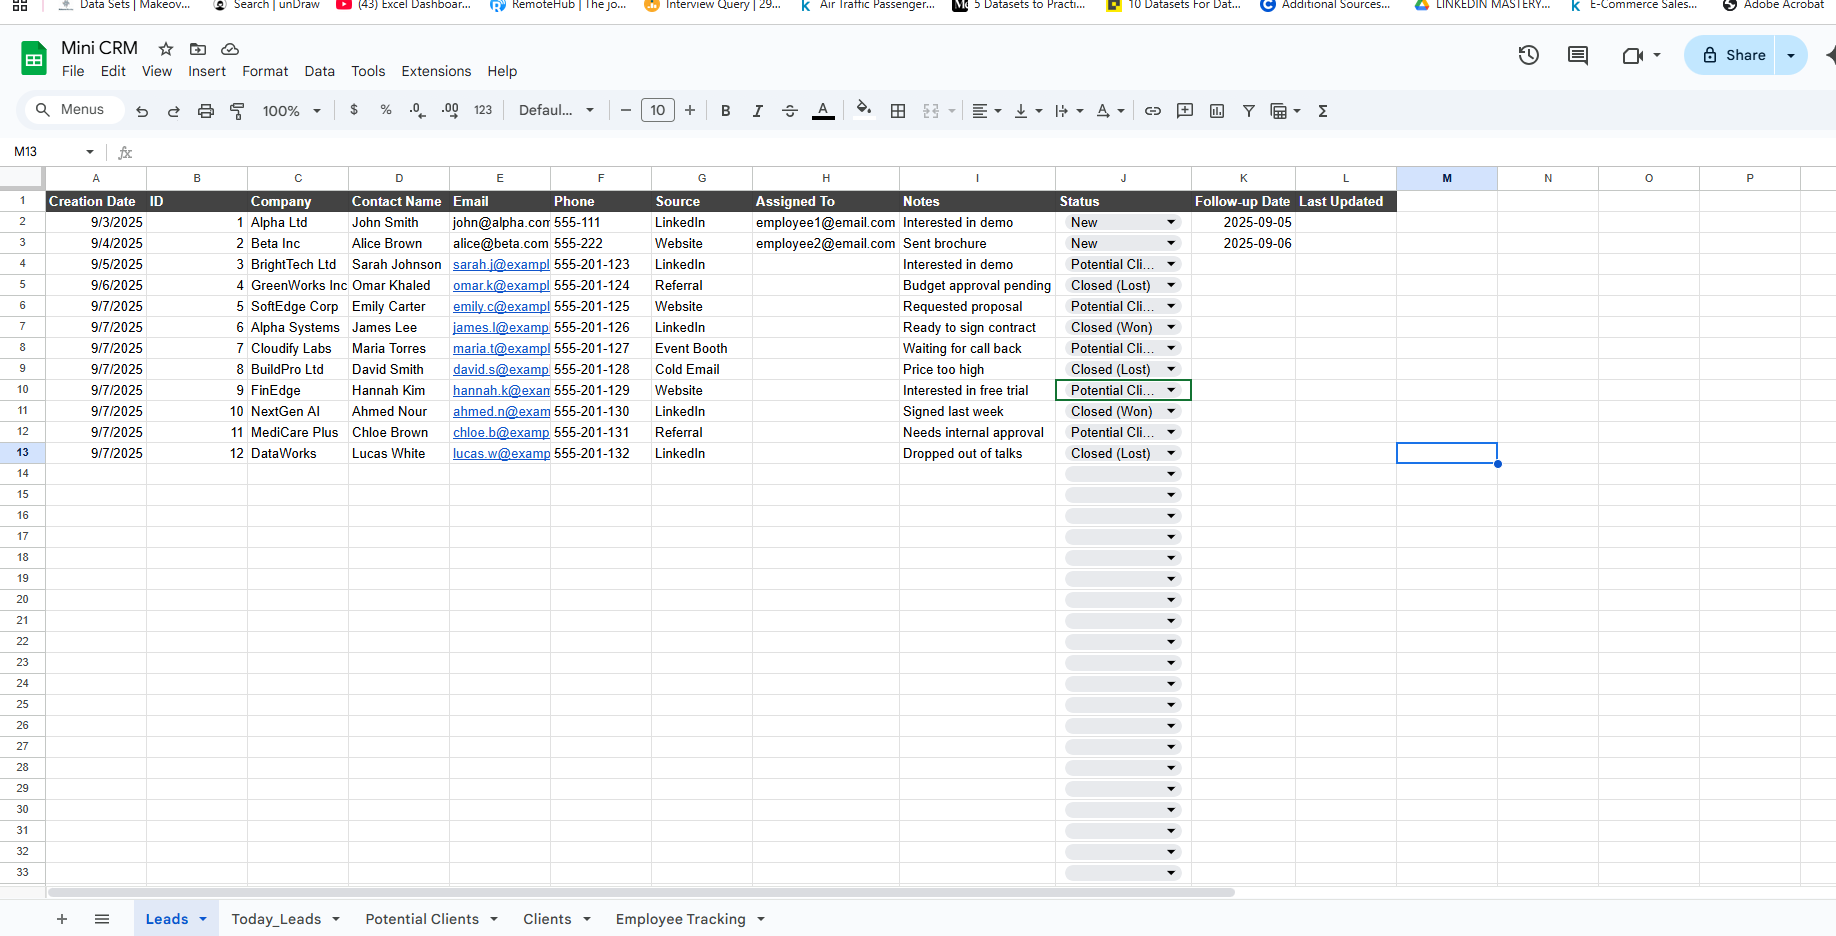 Data Sets | Makeov... Search | unDraw (43) Excel Dashboar... RemoteHub | The jo... Interview Query | 29... Air Traffic Passenger... 5 Datasets to Practi... 10 Datasets For Dat... Additional Sources... LINKEDIN MASTERY... E-Commerce Sales... Adobe Acrobat
Mini CRM
File Edit View Insert Format Data Tools Extensions Help
Share
Menus 100% $ % .0 .00 123 Defaul... 10 B I A Σ
M13 fx
A B C D E F G H I J K L M N O P
1 Creation Date ID Company Contact Name Email Phone Source Assigned To Notes Status Follow-up Date Last Updated
2 9/3/2025 1 Alpha Ltd John Smith john@alpha.com 555-111 LinkedIn employee1@email.com Interested in demo New 2025-09-05
3 9/4/2025 2 Beta Inc Alice Brown alice@beta.com 555-222 Website employee2@email.com Sent brochure New 2025-09-06
4 9/5/2025 3 BrightTech Ltd Sarah Johnson sarah.j@exampl 555-201-123 LinkedIn Interested in demo Potential Cli...
5 9/6/2025 4 GreenWorks Inc Omar Khaled omar.k@exampl 555-201-124 Referral Budget approval pending Closed (Lost)
6 9/7/2025 5 SoftEdge Corp Emily Carter emily.c@exampl 555-201-125 Website Requested proposal Potential Cli...
7 9/7/2025 6 Alpha Systems James Lee james.l@examp 555-201-126 LinkedIn Ready to sign contract Closed (Won)
8 9/7/2025 7 Cloudify Labs Maria Torres maria.t@exampl 555-201-127 Event Booth Waiting for call back Potential Cli...
9 9/7/2025 8 BuildPro Ltd David Smith david.s@exampl 555-201-128 Cold Email Price too high Closed (Lost)
10 9/7/2025 9 FinEdge Hannah Kim hannah.k@exam 555-201-129 Website Interested in free trial Potential Cli...
11 9/7/2025 10 NextGen AI Ahmed Nour ahmed.n@exam 555-201-130 LinkedIn Signed last week Closed (Won)
12 9/7/2025 11 MediCare Plus Chloe Brown chloe.b@examp 555-201-131 Referral Needs internal approval Potential Cli...
13 9/7/2025 12 DataWorks Lucas White lucas.w@examp 555-201-132 LinkedIn Dropped out of talks Closed (Lost)
14
15
16
17
18
19
20
21
22
23
24
25
26
27
28
29
30
31
32
33
Leads Today_Leads Potential Clients Clients Employee Tracking